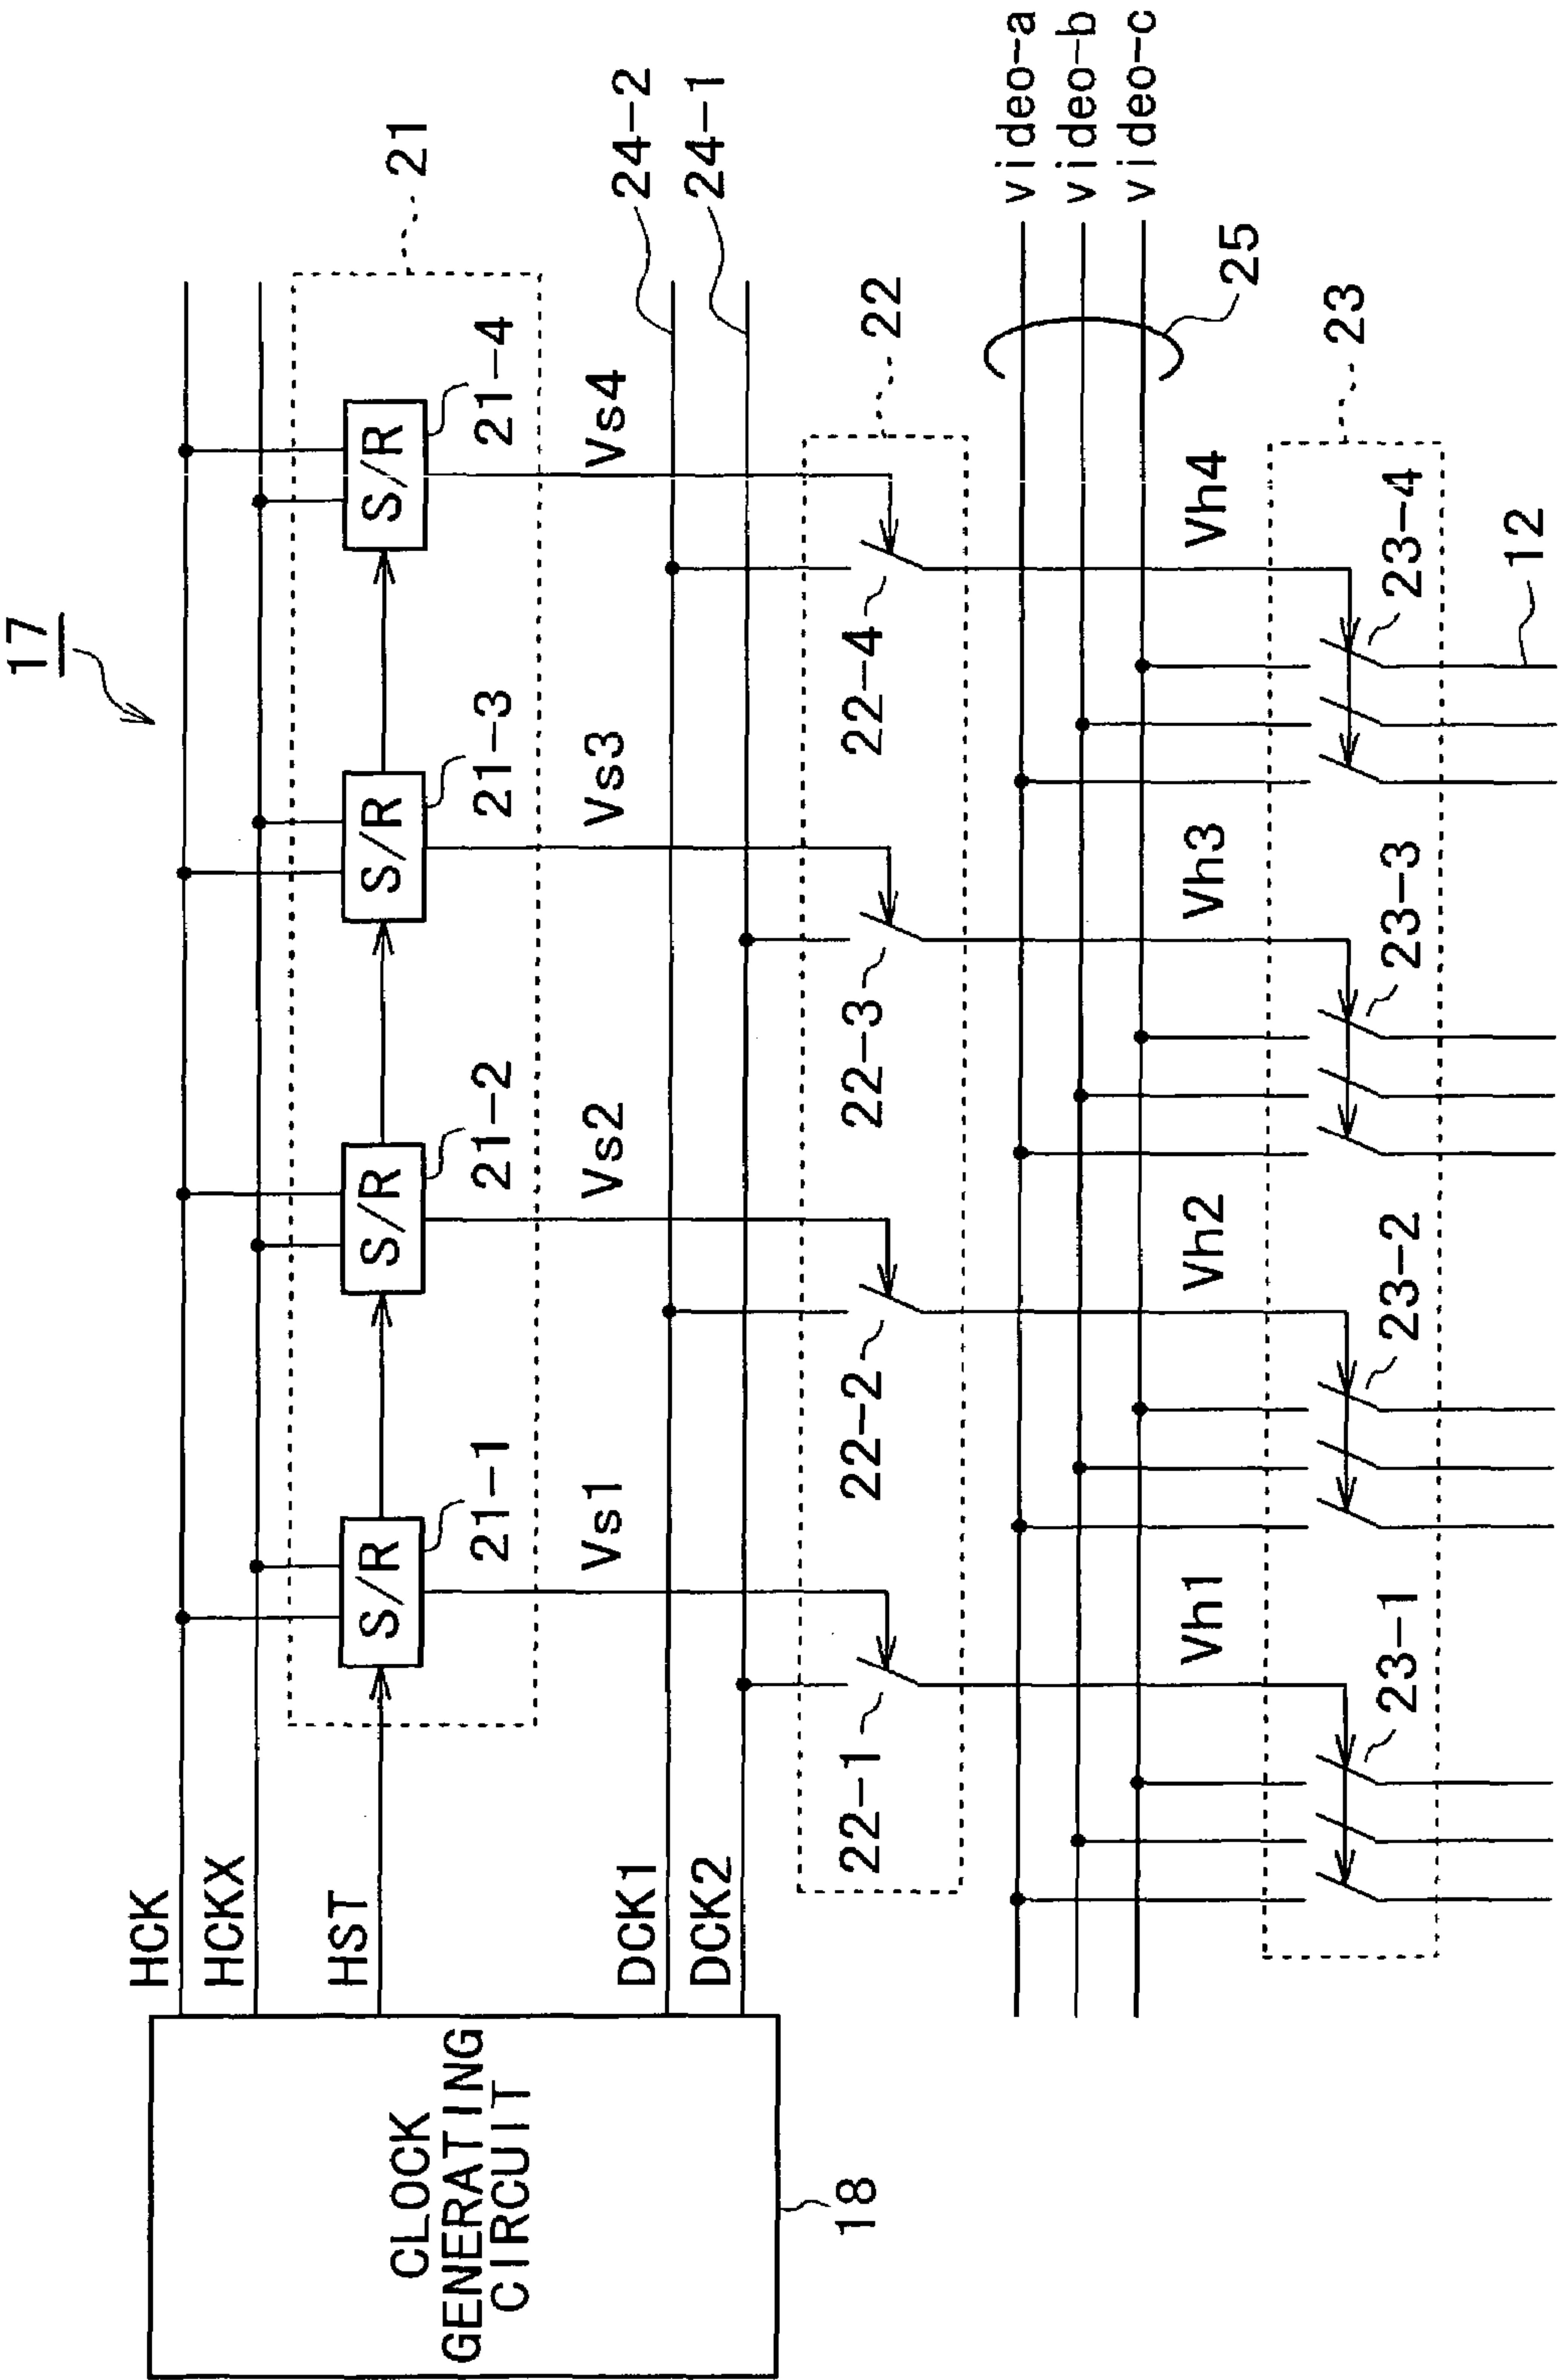 17
HCK
HCKX
HST
21
S/R
S/R
S/R
S/R
21-1
21-2
21-3
21-4
Vs1
Vs2
Vs3
Vs4
CLOCK
GENERATING
CIRCUIT
18
DCK1
DCK2
24-2
24-1
22
22-1
22-2
22-3
22-4
video-a
video-b
video-c
25
Vh1
Vh2
Vh3
Vh4
23
23-1
23-2
23-3
23-4
12